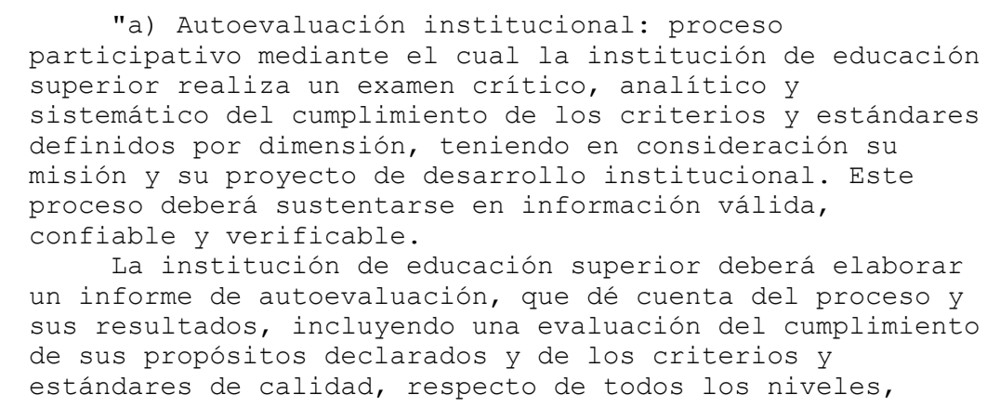 "a) Autoevaluación institucional: proceso
participativo mediante el cual la institución de educación
superior realiza un examen crítico, analítico y
sistemático del cumplimiento de los criterios y estándares
definidos por dimensión, teniendo en consideración su
misión y su proyecto de desarrollo institucional. Este
proceso deberá sustentarse en información válida,
confiable y verificable.
La institución de educación superior deberá elaborar
un informe de autoevaluación, que dé cuenta del proceso y
sus resultados, incluyendo una evaluación del cumplimiento
de sus propósitos declarados y de los criterios y
estándares de calidad, respecto de todos los niveles,